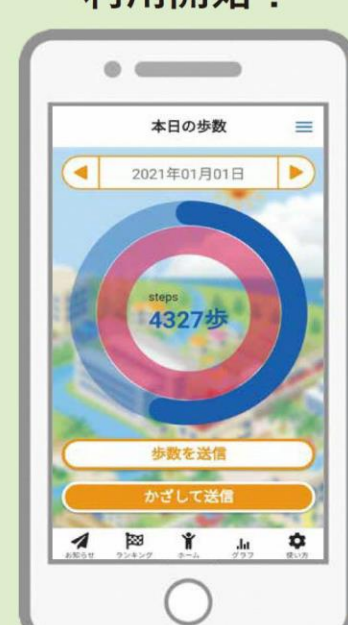 利用開始！
本日の歩数
2021年01月01日
steps
4327歩
歩数を送信
かざして送信
お知らせ ランキング ホーム グラフ 使い方